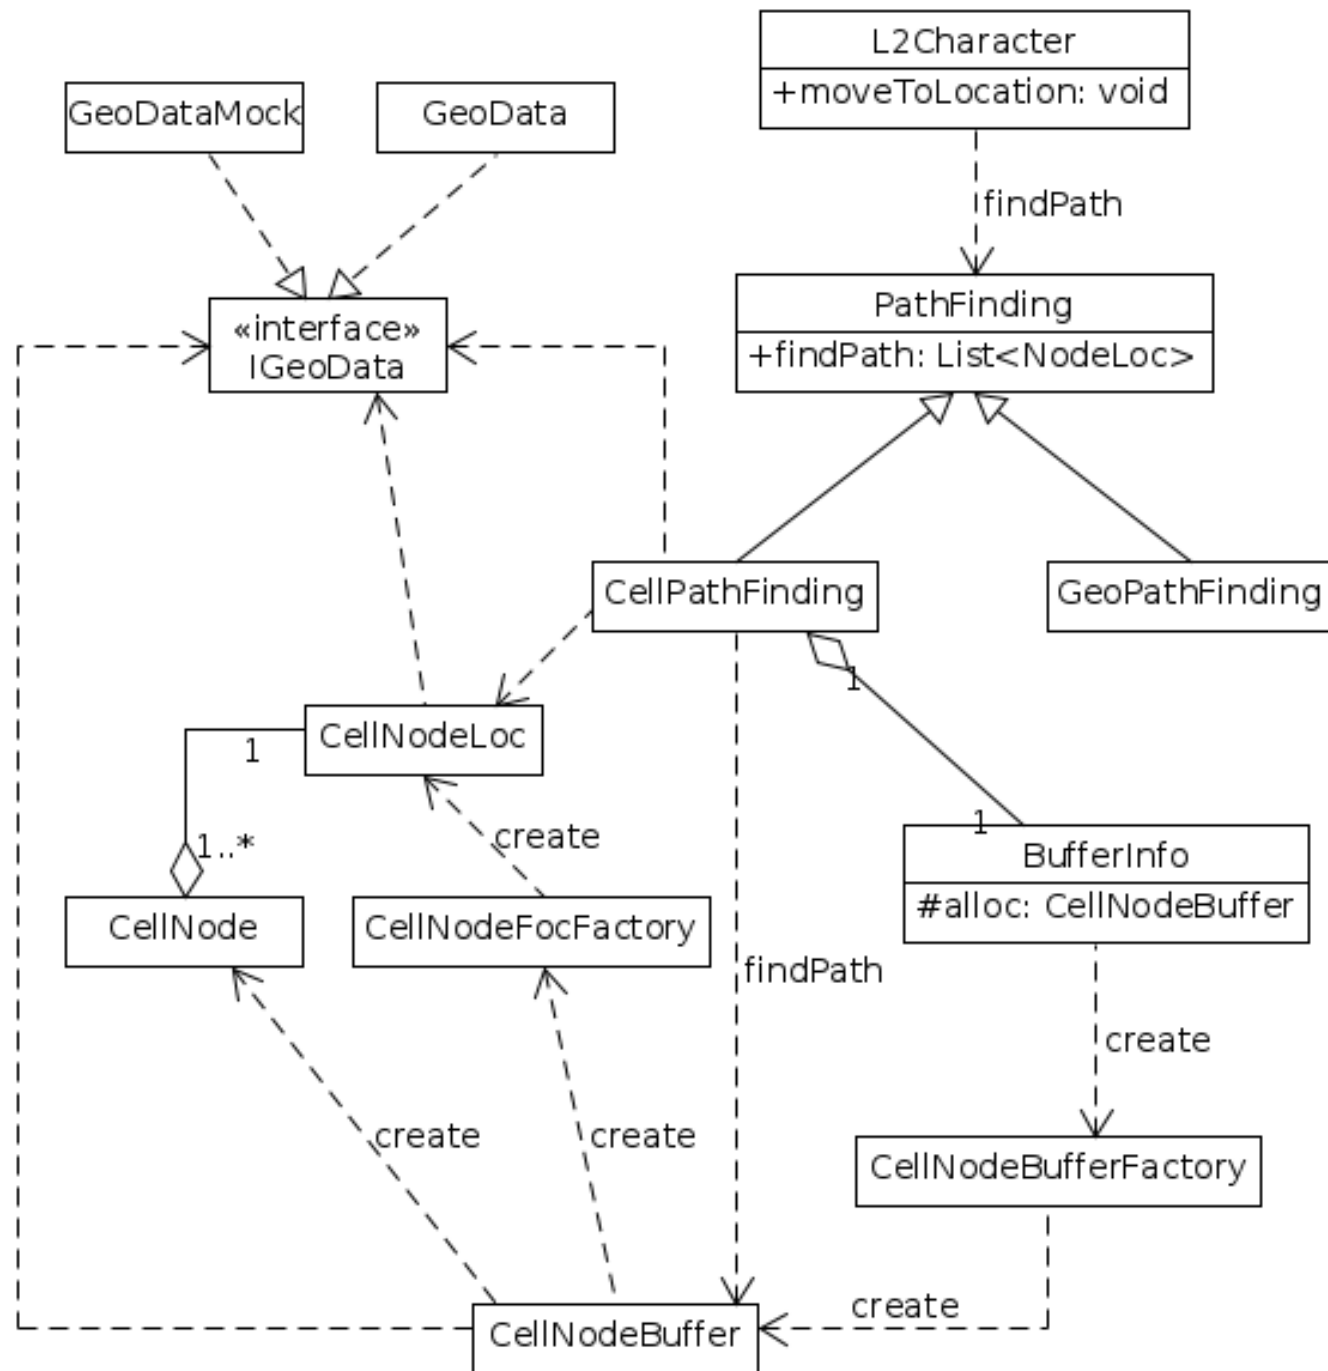 L2Character
+moveToLocation: void
GeoDataMock
GeoData
findPath
PathFinding
+findPath: List<NodeLoc>
«interface»
IGeoData
CellPathFinding
GeoPathFinding
1
CellNodeLoc
1
1..*
create
1
BufferInfo
#alloc: CellNodeBuffer
CellNode
CellNodeFocFactory
findPath
create
create
create
CellNodeBufferFactory
create
CellNodeBuffer